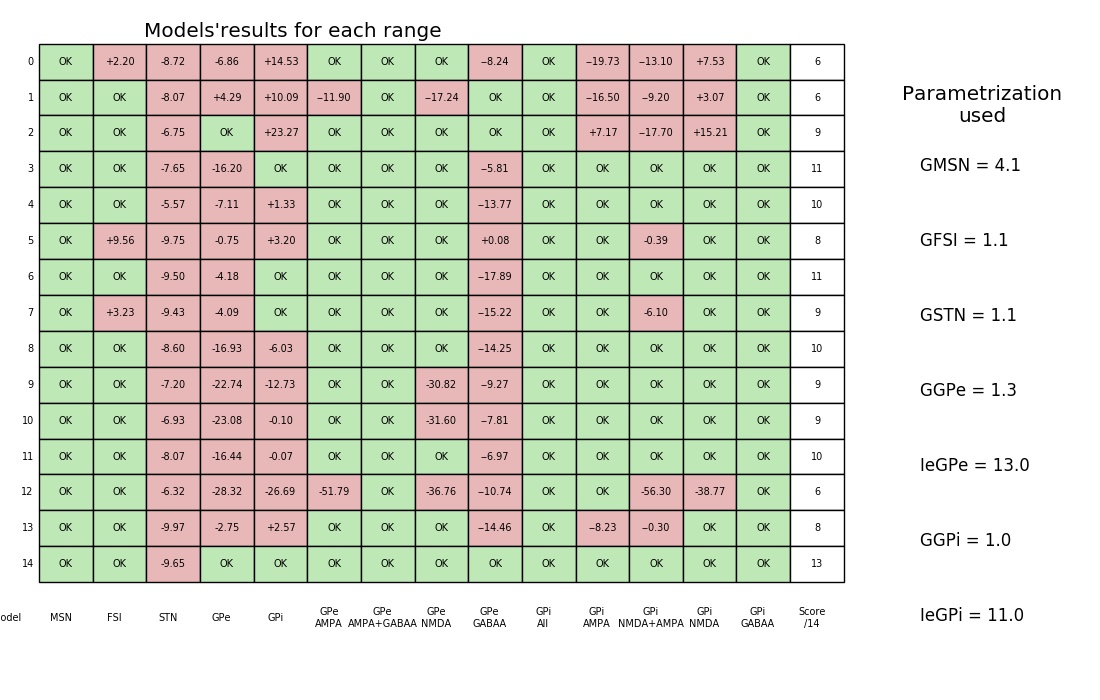 Models'results for each range
0 OK +2.20 -8.72 -6.86 +14.53 OK OK OK --8.24 OK --19.73 --13.10 +7.53 OK 6
1 OK OK -8.07 +4.29 +10.09 --11.90 OK --17.24 OK OK --16.50 --9.20 +3.07 OK 6
2 OK OK -6.75 OK +23.27 OK OK OK OK OK +7.17 --17.70 +15.21 OK 9
3 OK OK -7.65 -16.20 OK OK OK OK --5.81 OK OK OK OK OK 11
4 OK OK -5.57 -7.11 +1.33 OK OK OK --13.77 OK OK OK OK OK 10
5 OK +9.56 -9.75 -0.75 +3.20 OK OK OK +0.08 OK OK -0.39 OK OK 8
6 OK OK -9.50 -4.18 OK OK OK OK --17.89 OK OK OK OK OK 11
7 OK +3.23 -9.43 -4.09 OK OK OK OK --15.22 OK OK -6.10 OK OK 9
8 OK OK -8.60 -16.93 -6.03 OK OK OK --14.25 OK OK OK OK OK 10
9 OK OK -7.20 -22.74 -12.73 OK OK -30.82 --9.27 OK OK OK OK OK 9
10 OK OK -6.93 -23.08 -0.10 OK OK -31.60 --7.81 OK OK OK OK OK 9
11 OK OK -8.07 -16.44 -0.07 OK OK OK --6.97 OK OK OK OK OK 10
12 OK OK -6.32 -28.32 -26.69 -51.79 OK -36.76 --10.74 OK OK -56.30 -38.77 OK 6
13 OK OK -9.97 -2.75 +2.57 OK OK OK --14.46 OK --8.23 --0.30 OK OK 8
14 OK OK -9.65 OK OK OK OK OK OK OK OK OK OK OK 13
odel MSN FSI STN GPe GPi GPe AMPA GPe AMPA+GABAA GPe NMDA GPe GABAA GPi All GPi AMPA GPi NMDA+AMPA GPi NMDA GPi GABAA Score /14
Parametrization
used
GMSN = 4.1
GFSI = 1.1
GSTN = 1.1
GGPe = 1.3
IeGPe = 13.0
GGPi = 1.0
IeGPi = 11.0